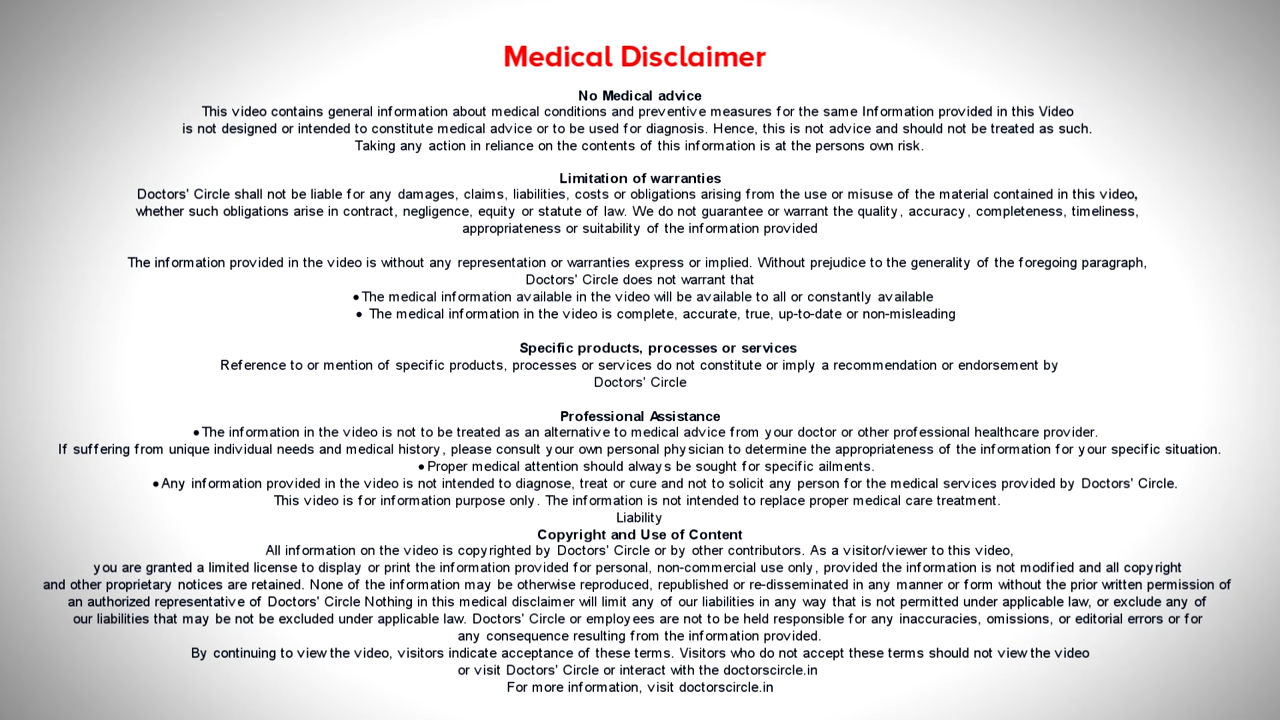 Medical Disclaimer
No Medical advice
This video contains general information about medical conditions and preventive measures for the same Information provided in this Video
is not designed or intended to constitute medical advice or to be used for diagnosis. Hence, this is not advice and should not be treated as such.
Taking any action in reliance on the contents of this information is at the persons own risk.
Limitation of warranties
Doctors' Circle shall not be liable for any damages, claims, liabilities, costs or obligations arising from the use or misuse of the material contained in this video,
whether such obligations arise in contract, negligence, equity or statute of law. We do not guarantee or warrant the quality, accuracy, completeness, timeliness,
appropriateness or suitability of the information provided
The information provided in the video is without any representation or warranties express or implied. Without prejudice to the generality of the foregoing paragraph,
Doctors' Circle does not warrant that
•The medical information available in the video will be available to all or constantly available
• The medical information in the video is complete, accurate, true, up-to-date or non-misleading
Specific products, processes or services
Reference to or mention of specific products, processes or services do not constitute or imply a recommendation or endorsement by
Doctors' Circle
Professional Assistance
•The information in the video is not to be treated as an alternative to medical advice from your doctor or other professional healthcare provider.
If suffering from unique individual needs and medical history, please consult your own personal physician to determine the appropriateness of the information for your specific situation.
•Proper medical attention should always be sought for specific ailments.
•Any information provided in the video is not intended to diagnose, treat or cure and not to solicit any person for the medical services provided by Doctors' Circle.
This video is for information purpose only. The information is not intended to replace proper medical care treatment.
Liability
Copyright and Use of Content
All information on the video is copyrighted by Doctors' Circle or by other contributors. As a visitor/viewer to this video,
you are granted a limited license to display or print the information provided for personal, non-commercial use only, provided the information is not modified and all copyright
and other proprietary notices are retained. None of the information may be otherwise reproduced, republished or re-disseminated in any manner or form without the prior written permission of
an authorized representative of Doctors' Circle Nothing in this medical disclaimer will limit any of our liabilities in any way that is not permitted under applicable law, or exclude any of
our liabilities that may be not be excluded under applicable law. Doctors' Circle or employees are not to be held responsible for any inaccuracies, omissions, or editorial errors or for
any consequence resulting from the information provided.
By continuing to view the video, visitors indicate acceptance of these terms. Visitors who do not accept these terms should not view the video
or visit Doctors' Circle or interact with the doctorscircle.in
For more information, visit doctorscircle.in